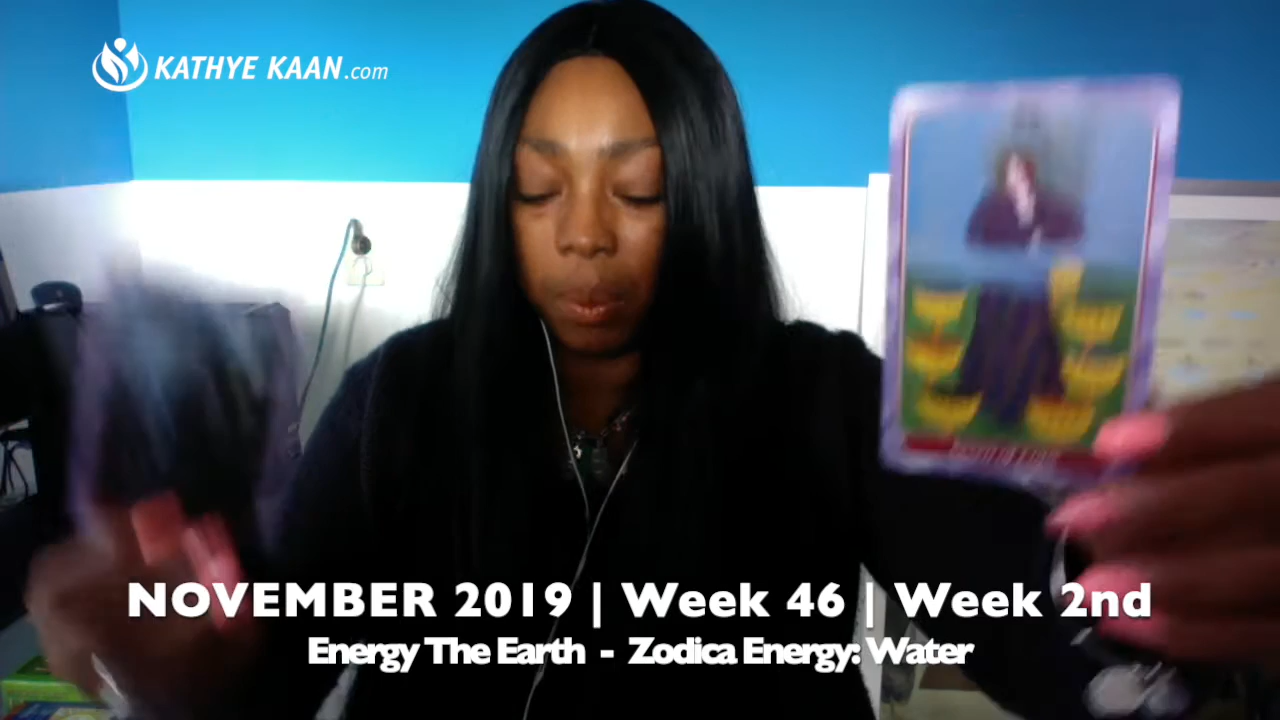 KATHYE KAAN.com
NOVEMBER 2019 | Week 46 | Week 2nd
Energy The Earth - Zodica Energy: Water